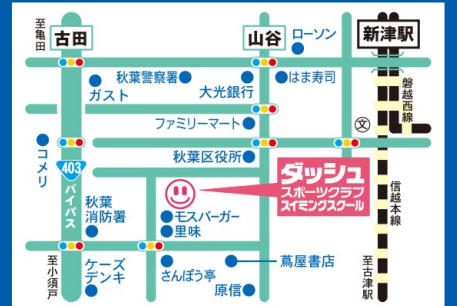 至亀田
古田
山谷
ローソン
新津駅
秋葉警察署
ガスト
大光銀行
はま寿司
磐越西線
ファミリーマート
文
コメリ
秋葉区役所
403
バイパス
ダッシュ
スポーツクラブ
スイミングスクール
信越本線
秋葉
消防署
モスバーガー
里味
至小須戸
ケーズ
デンキ
さんぽう亭
蔦屋書店
原信
至古津駅